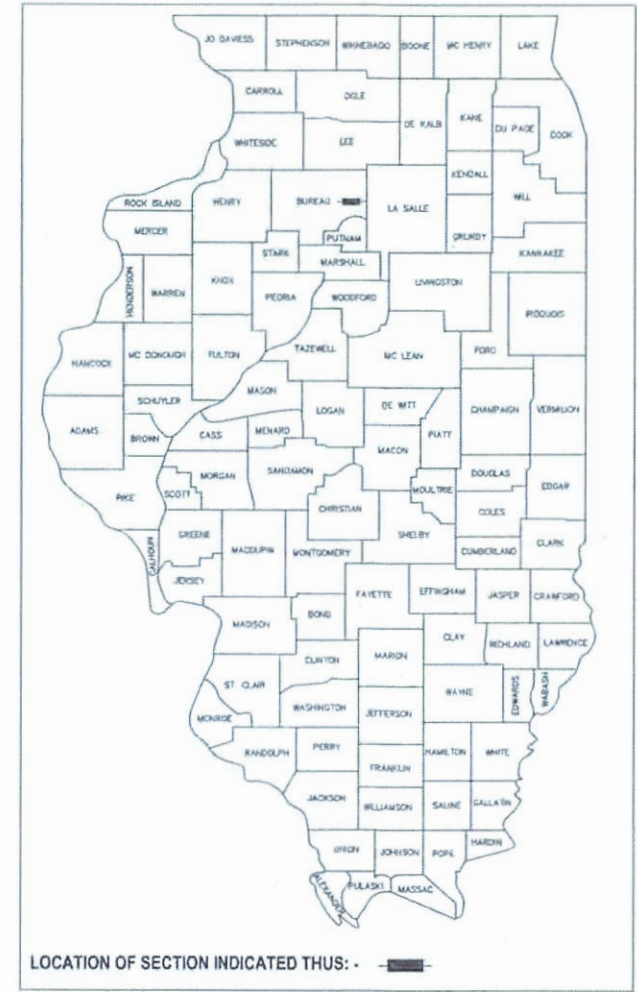 JO DAVIESS STEPHENSON WINNEBAGO BOONE MC HENRY LAKE
CARROLL OGLE
DE KALB KANE DU PAGE COOK
WHITESIDE LEE
KENDALL
ROCK ISLAND HENRY BUREAU LA SALLE WILL
MERCER PUTNAM GRUNDY
STARK MARSHALL KANKAKEE
HENDERSON WARREN KNOX PEORIA WOODFORD LIVINGSTON IROQUOIS
HANCOCK MC DONOUGH FULTON TAZEWELL MC LEAN FORD
MASON
SCHUYLER LOGAN DE WITT CHAMPAIGN VERMILION
ADAMS BROWN CASS MENARD PIATT
MACON
MORGAN SANGAMON DOUGLAS EDGAR
PIKE SCOTT MOULTRIE
CHRISTIAN COLES
GREENE MACOUPIN MONTGOMERY SHELBY CLARK
CALHOUN CUMBERLAND
JERSEY FAYETTE EFFINGHAM JASPER CRAWFORD
MADISON BOND
CLAY RICHLAND LAWRENCE
CLINTON MARION
ST CLAIR WAYNE EDWARDS WABASH
MONROE WASHINGTON JEFFERSON
RANDOLPH PERRY HAMILTON WHITE
FRANKLIN
JACKSON WILLIAMSON SALINE GALLATIN
UNION JOHNSON POPE HARDIN
ALEXANDER PULASKI MASSAC
LOCATION OF SECTION INDICATED THUS: -